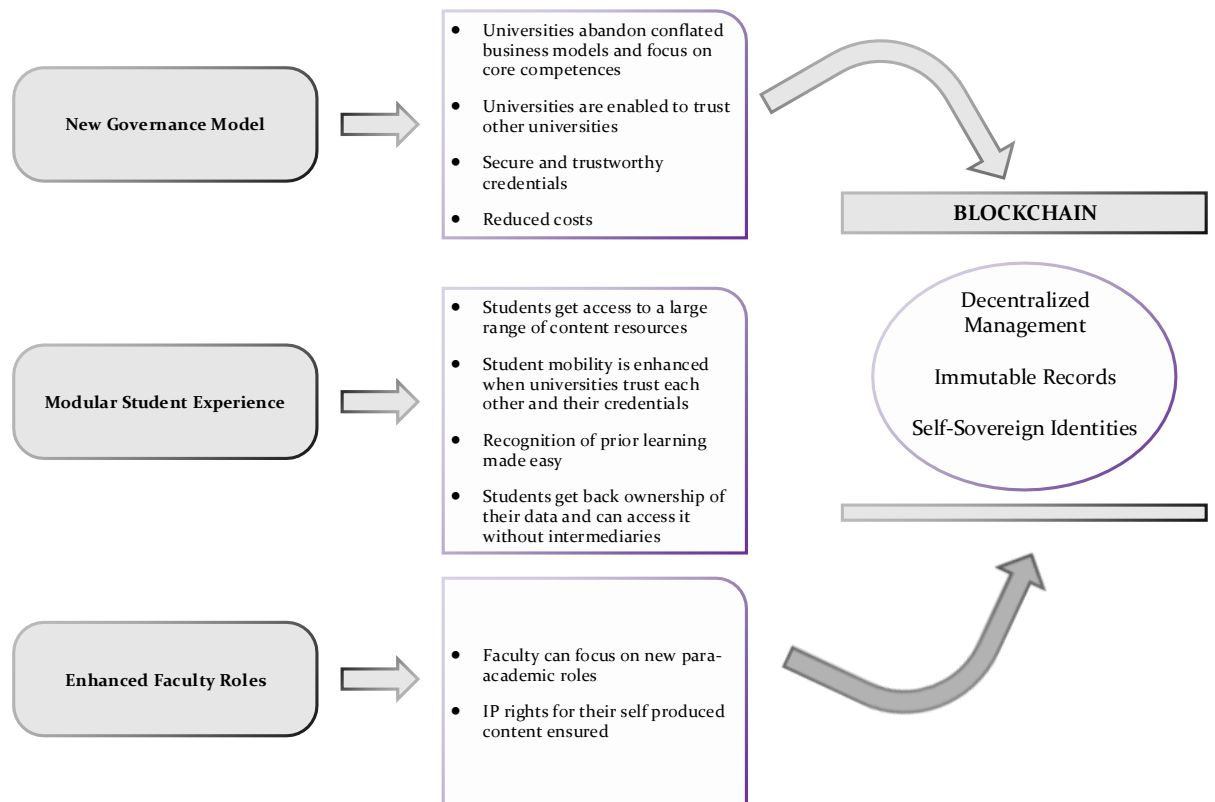 New Governance Model
• Universities abandon conflated
business models and focus on
core competences
• Universities are enabled to trust
other universities
• Secure and trustworthy
credentials
• Reduced costs
BLOCKCHAIN
Decentralized
Management
Immutable Records
Self-Sovereign Identities
Modular Student Experience
• Students get access to a large
range of content resources
• Student mobility is enhanced
when universities trust each
other and their credentials
• Recognition of prior learning
made easy
• Students get back ownership of
their data and can access it
without intermediaries
Enhanced Faculty Roles
• Faculty can focus on new para-
academic roles
• IP rights for their self produced
content ensured